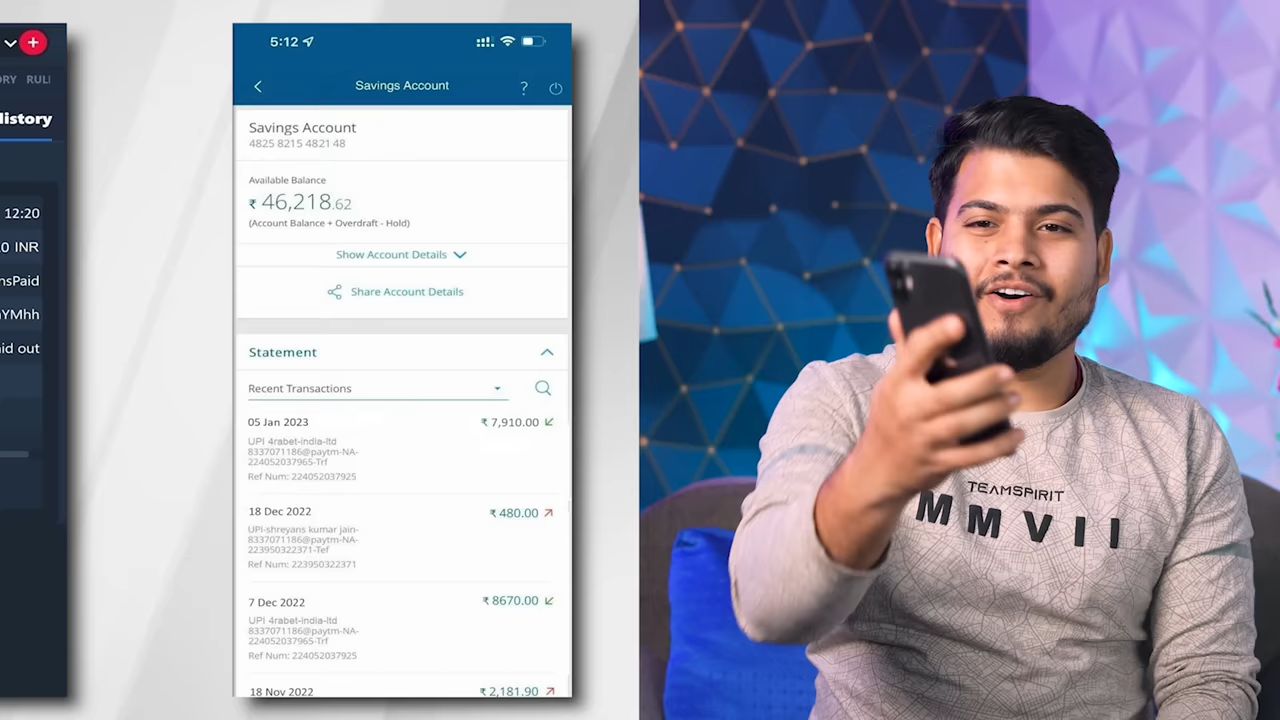 +
RULI
History
12:20
0 INR
Mhh
5:12
Savings Account
?
Savings Account
4825 8215 4821 48
Available Balance
₹ 46,218.62
(Account Balance + Overdraft - Hold)
Show Account Details
Share Account Details
Statement
Recent Transactions
05 Jan 2023
₹ 7,910.00
UPI 4rabet-india-ltd
8337071186@paytm-NA-
224052037965-Trf
Ref Num: 224052037925
18 Dec 2022
₹ 480.00
UPI-shreyans kumar jain-
8337071186@paytm-NA-
223950322371-Tef
Ref Num: 223950322371
7 Dec 2022
₹ 8670.00
UPI 4rabet-india-ltd
8337071186@paytm-NA-
224052037965-Trf
Ref Num: 224052037925
18 Nov 2022
₹ 2,181.90
TEAMSPIRIT
MMVII